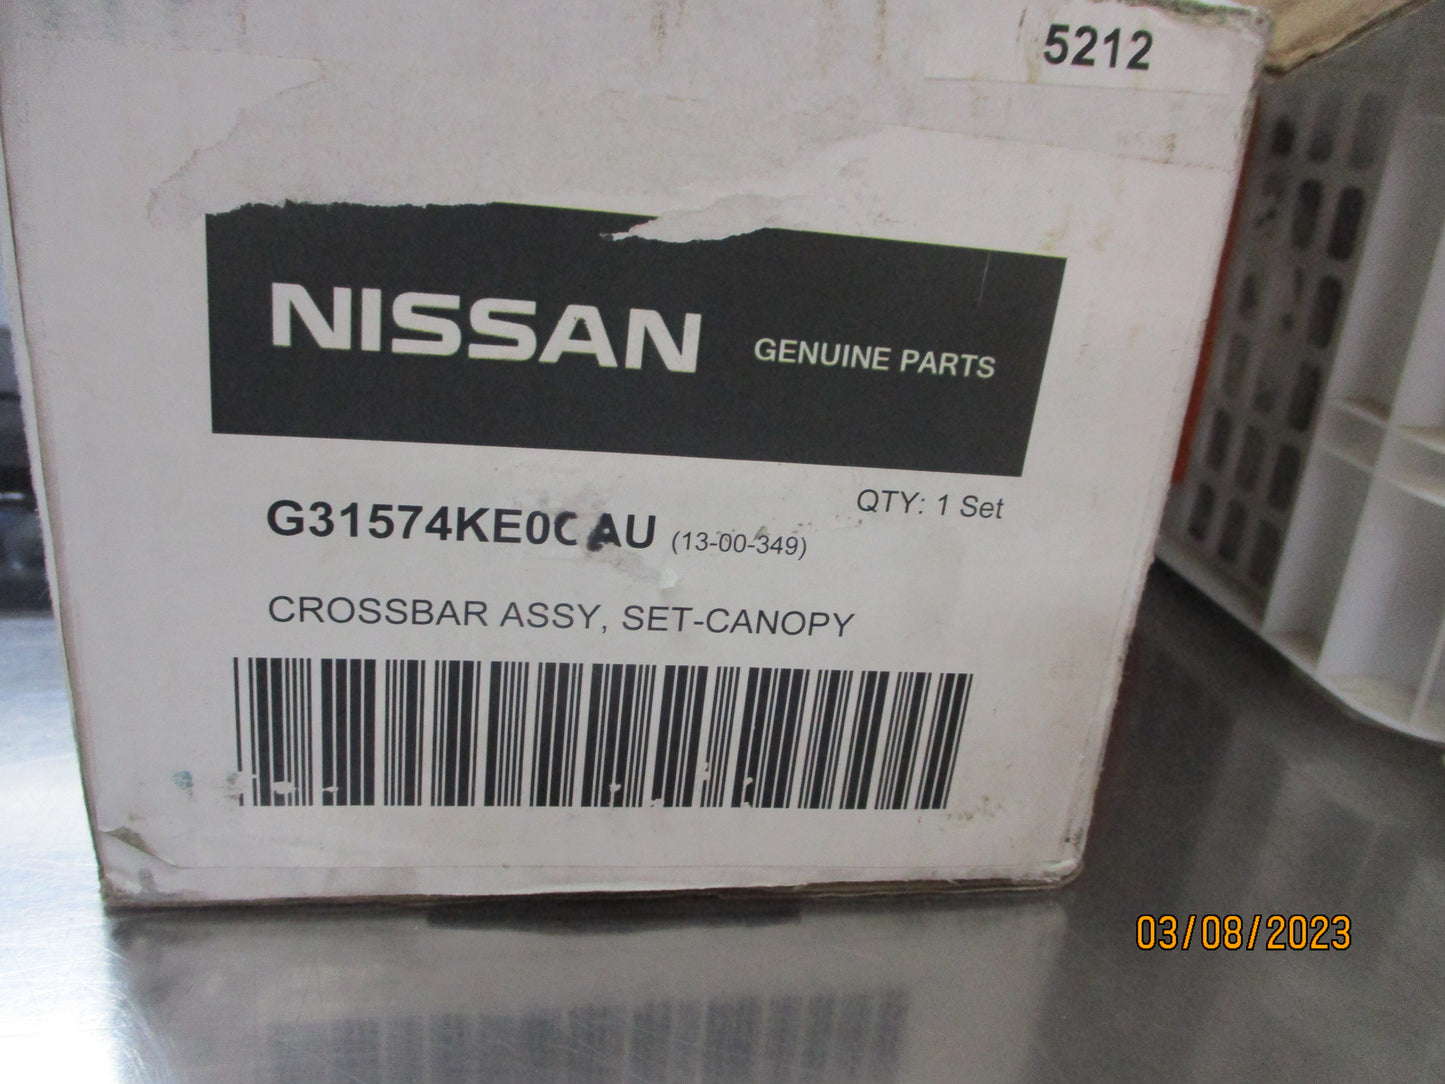 5212
NISSAN GENUINE PARTS
QTY: 1 Set
G31574KE0CAU (13-00-349)
CROSSBAR ASSY, SET-CANOPY
03/08/2023